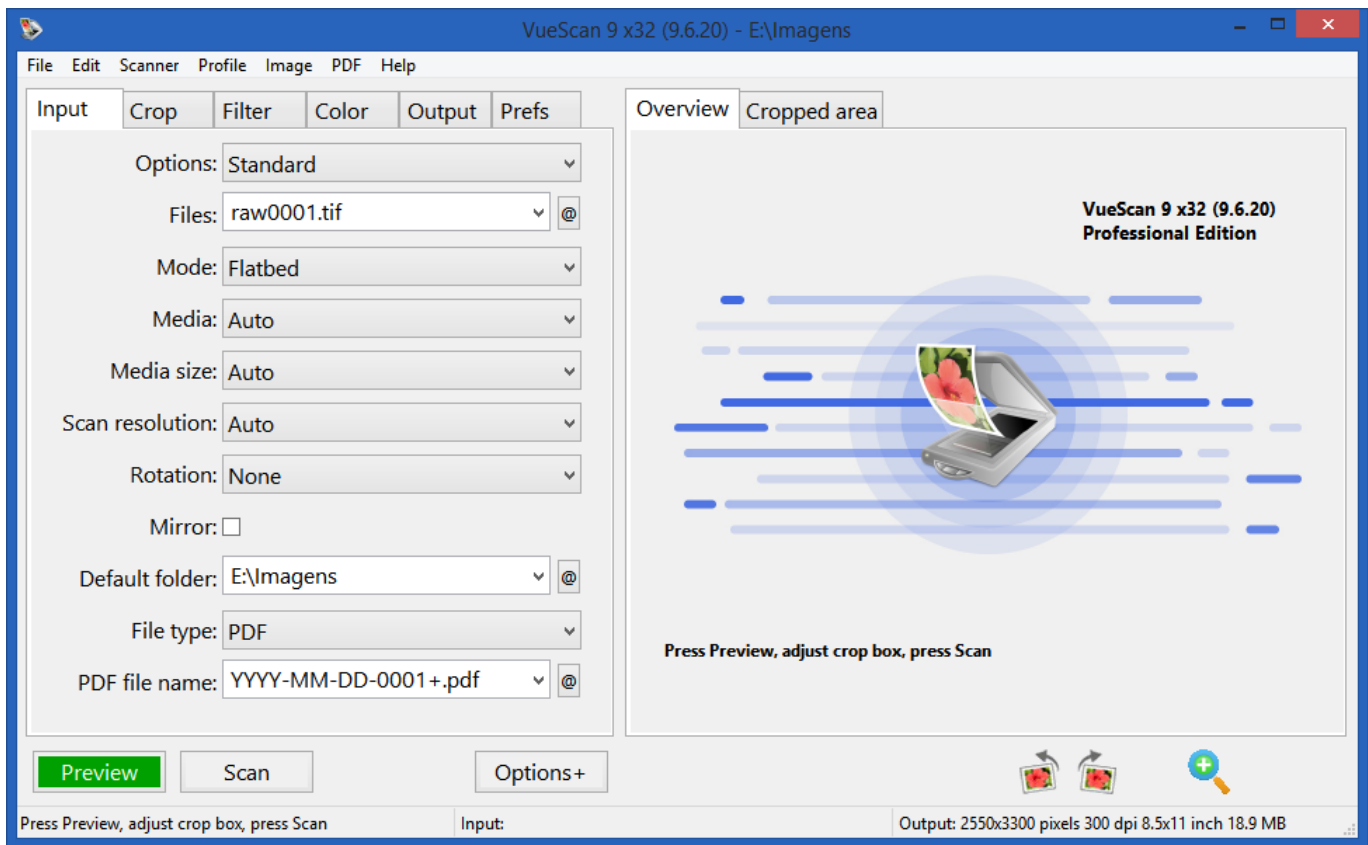 VueScan 9 x32 (9.6.20) - E:\Imagens
File Edit Scanner Profile Image PDF Help
Input Crop Filter Color Output Prefs
Options: Standard
Files: raw0001.tif @
Mode: Flatbed
Media: Auto
Media size: Auto
Scan resolution: Auto
Rotation: None
Mirror:
Default folder: E:\Imagens @
File type: PDF
PDF file name: YYYY-MM-DD-0001+.pdf @
Overview Cropped area
VueScan 9 x32 (9.6.20)
Professional Edition
Press Preview, adjust crop box, press Scan
Preview Scan Options+
Press Preview, adjust crop box, press Scan Input: Output: 2550x3300 pixels 300 dpi 8.5x11 inch 18.9 MB